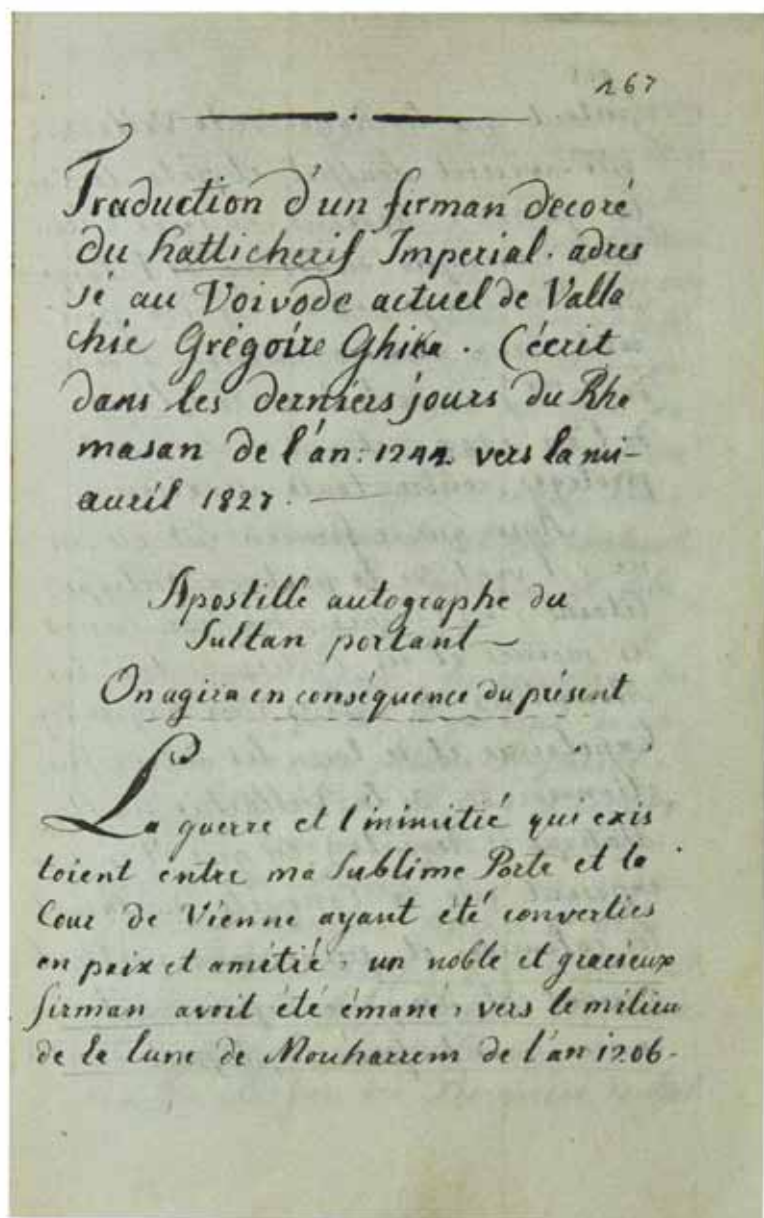 167
Traduction d'un firman decoré
du hattichérif Imperial. adres
sé au Voivode actuel de Valla
chie Grégoire Ghika. Cécrit
dans les derniers jours du Rhe
masan de l'an: 1244. vers la mi-
avril 1827.
Apostille autographe du
Sultan portant
On agira en conséquence du présent
La guerre et l'inimitié qui exis
toient entre ma Sublime Porte et la
Cour de Vienne ayant été converties
en paix et amitié, un noble et gracieux
firman avoit été émané, vers le milieu
de la lune de Mouharrem de l'an 1206.